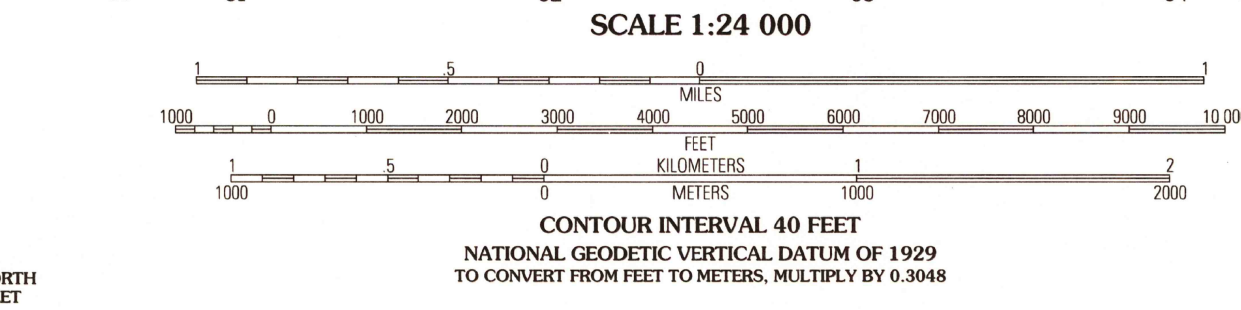 SCALE 1:24 000
1 .5 0 1
MILES
1000 0 1000 2000 3000 4000 5000 6000 7000 8000 9000 10 00
FEET
1 .5 0 KILOMETERS 1 2
1000 0 METERS 1000 2000
CONTOUR INTERVAL 40 FEET
NATIONAL GEODETIC VERTICAL DATUM OF 1929
TO CONVERT FROM FEET TO METERS, MULTIPLY BY 0.3048
RTH
ET